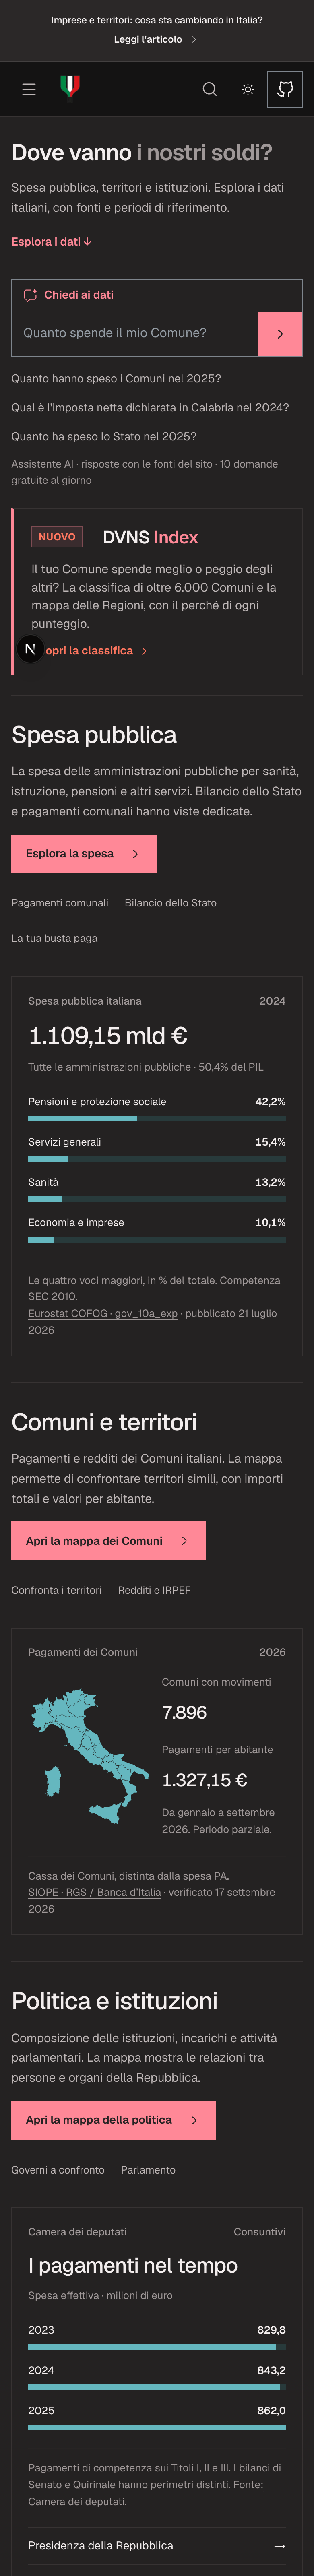 Imprese e territori: cosa sta cambiando in Italia?
Leggi l'articolo
Dove vanno i nostri soldi?
Spesa pubblica, territori e istituzioni. Esplora i dati
italiani, con fonti e periodi di riferimento.
Esplora i dati ↓
Chiedi ai dati
Quanto spende il mio Comune?
Quanto hanno speso i Comuni nel 2025?
Qual è l'imposta netta dichiarata in Calabria nel 2024?
Quanto ha speso lo Stato nel 2025?
Assistente AI · risposte con le fonti del sito · 10 domande
gratuite al giorno
NUOVO
DVNS Index
Il tuo Comune spende meglio o peggio degli
altri? La classifica di oltre 6.000 Comuni e la
mappa delle Regioni, con il perché di ogni
punteggio.
N
opri la classifica
Spesa pubblica
La spesa delle amministrazioni pubbliche per sanità,
istruzione, pensioni e altri servizi. Bilancio dello Stato
e pagamenti comunali hanno viste dedicate.
Esplora la spesa
Pagamenti comunali Bilancio dello Stato
La tua busta paga
Spesa pubblica italiana 2024
1.109,15 mld €
Tutte le amministrazioni pubbliche · 50,4% del PIL
Pensioni e protezione sociale 42,2%
Servizi generali 15,4%
Sanità 13,2%
Economia e imprese 10,1%
Le quattro voci maggiori, in % del totale. Competenza
SEC 2010.
Eurostat COFOG · gov_10a_exp · pubblicato 21 luglio
2026
Comuni e territori
Pagamenti e redditi dei Comuni italiani. La mappa
permette di confrontare territori simili, con importi
totali e valori per abitante.
Apri la mappa dei Comuni
Confronta i territori Redditi e IRPEF
Pagamenti dei Comuni 2026
Comuni con movimenti
7.896
Pagamenti per abitante
1.327,15 €
Da gennaio a settembre
2026. Periodo parziale.
Cassa dei Comuni, distinta dalla spesa PA.
SIOPE · RGS / Banca d'Italia · verificato 17 settembre
2026
Politica e istituzioni
Composizione delle istituzioni, incarichi e attività
parlamentari. La mappa mostra le relazioni tra
persone e organi della Repubblica.
Apri la mappa della politica
Governi a confronto Parlamento
Camera dei deputati Consuntivi
I pagamenti nel tempo
Spesa effettiva · milioni di euro
2023 829,8
2024 843,2
2025 862,0
Pagamenti di competenza sui Titoli I, II e III. I bilanci di
Senato e Quirinale hanno perimetri distinti. Fonte:
Camera dei deputati.
Presidenza della Repubblica →